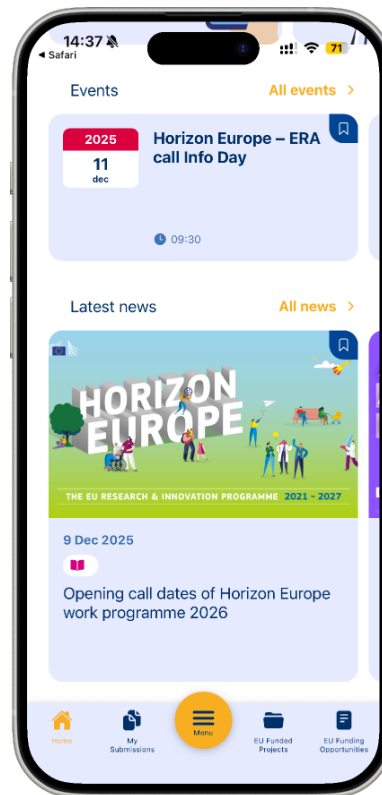 14:37
71
◄ Safari
Events
All events >
2025
11
dec
Horizon Europe – ERA
call Info Day
09:30
Latest news
All news >
HORIZON
EUROPE
THE EU RESEARCH & INNOVATION PROGRAMME 2021 - 2027
9 Dec 2025
Opening call dates of Horizon Europe
work programme 2026
Home
My
Submissions
Menu
EU Funded
Projects
EU Funding
Opportunities